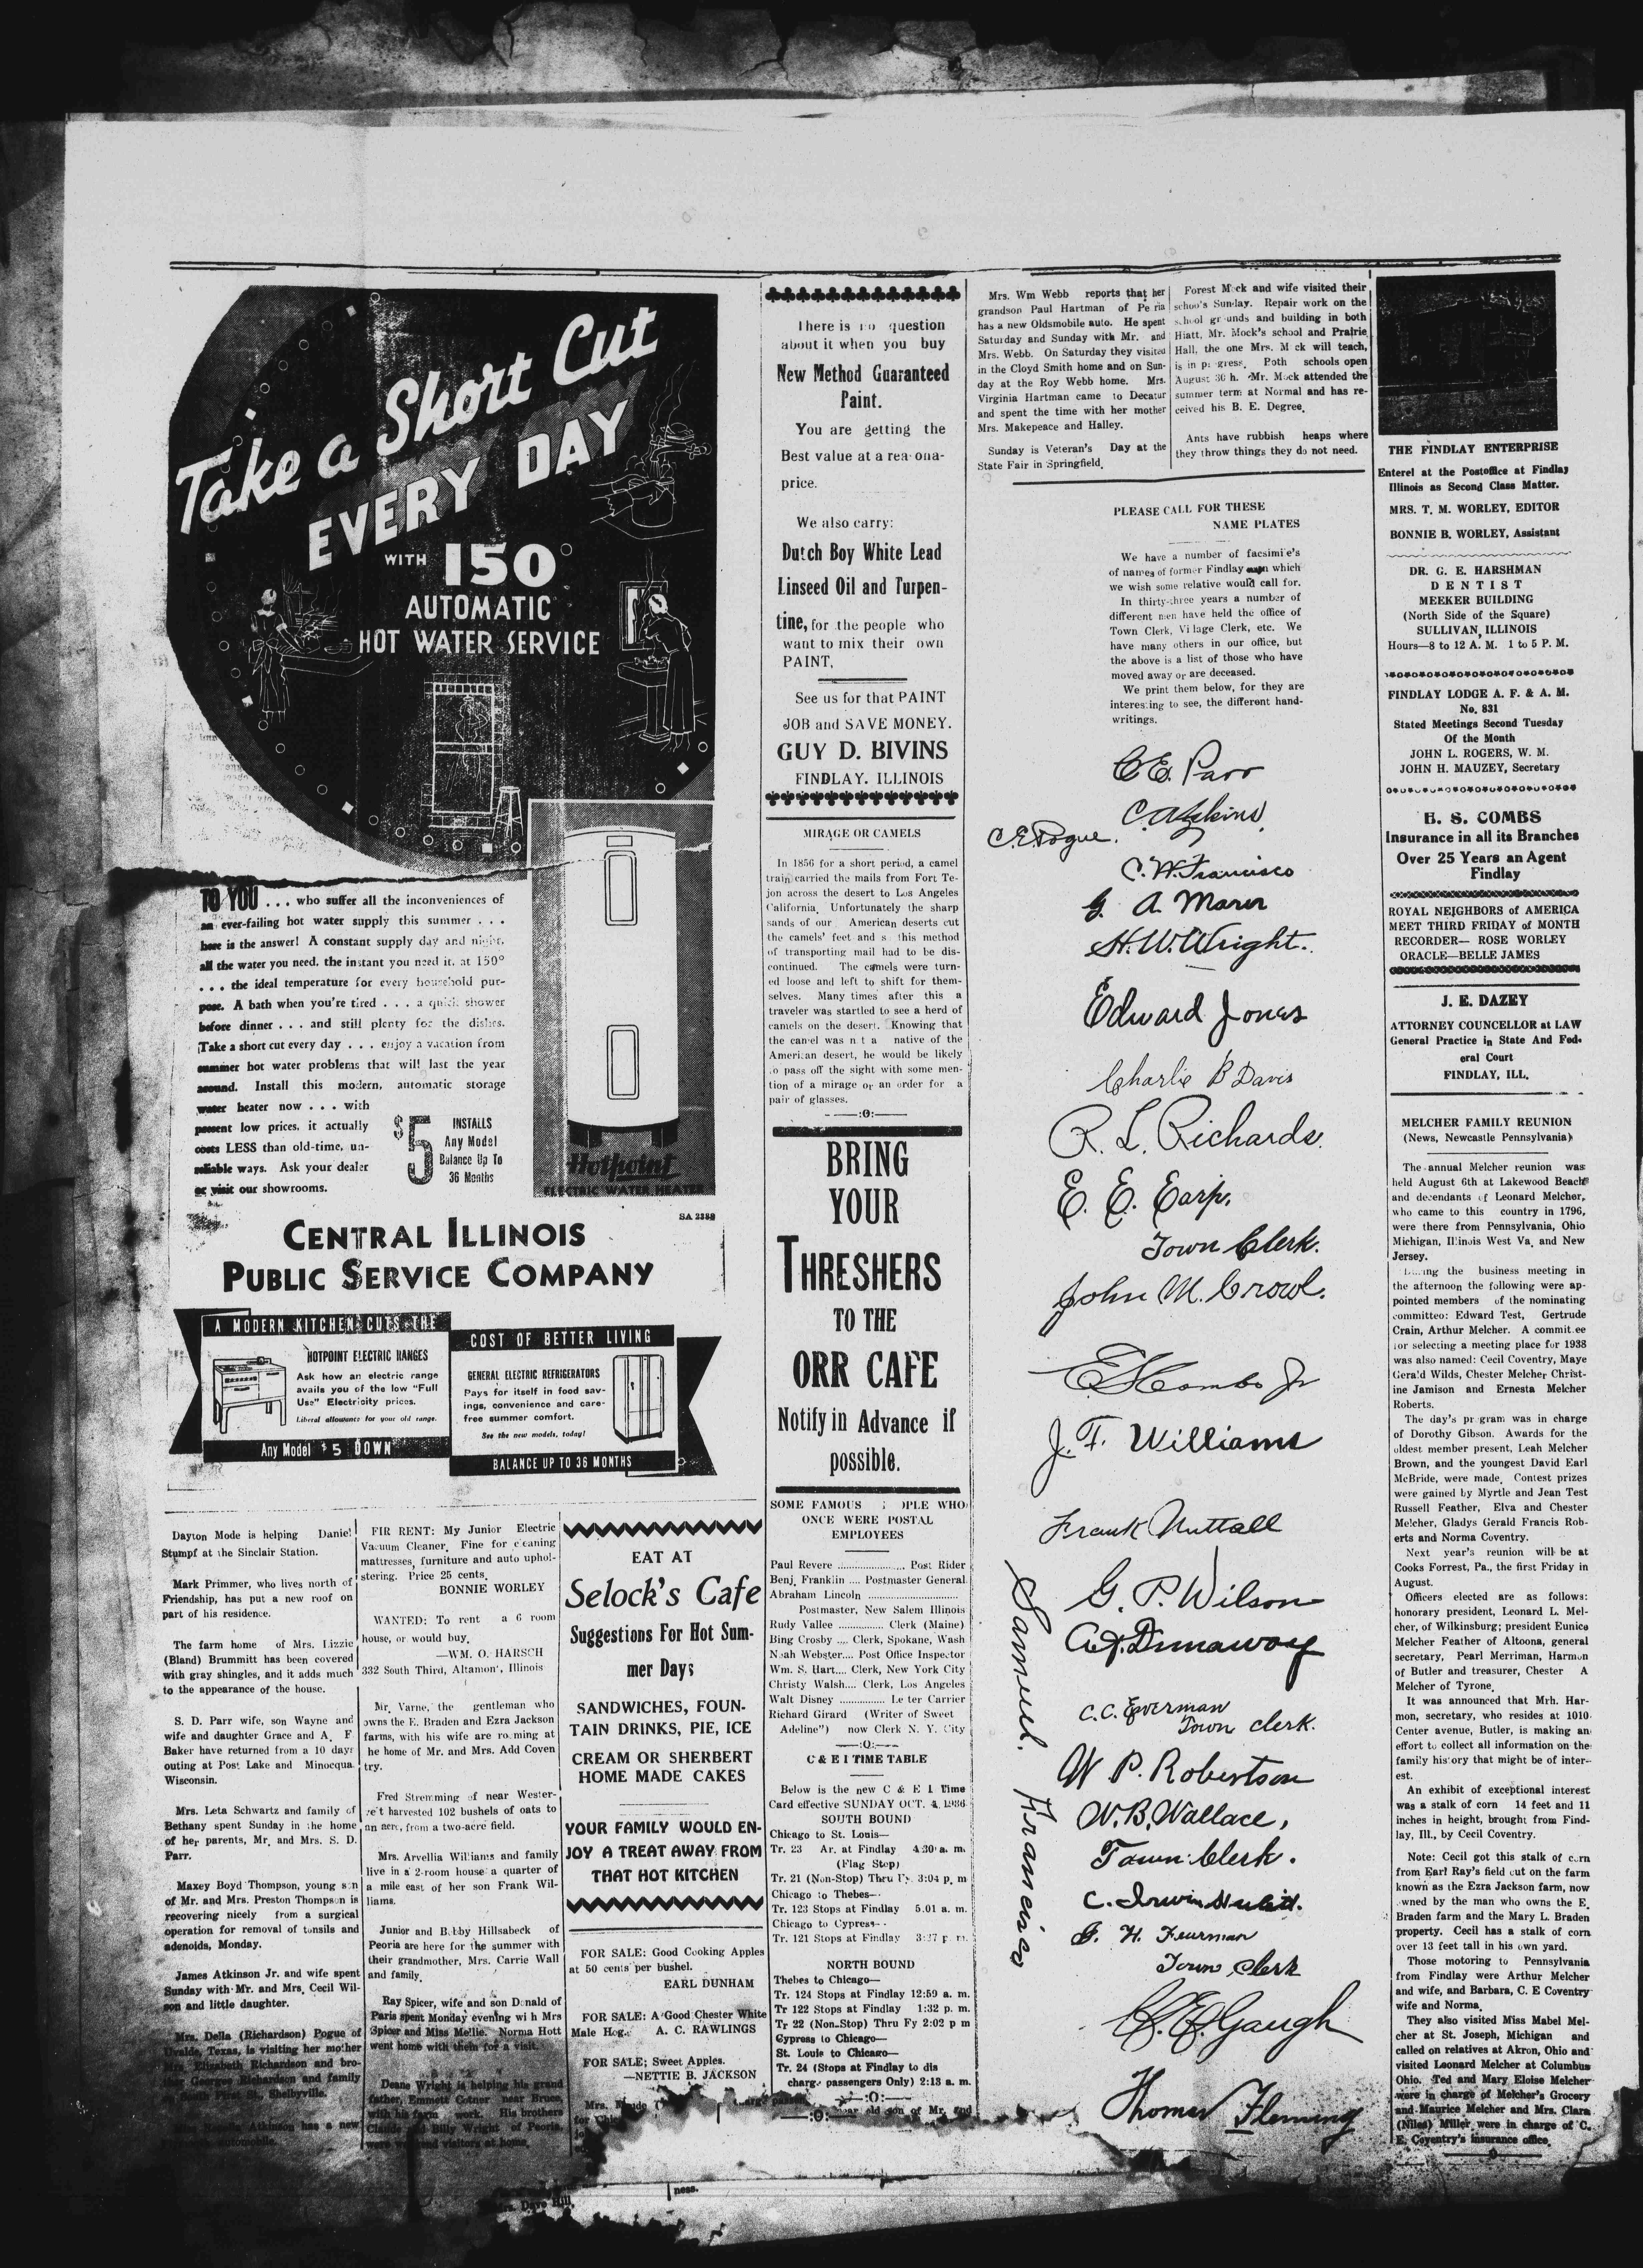 Take a Short Cut
EVERY DAY
WITH 150°
AUTOMATIC
HOT WATER SERVICE
TO YOU . . . who suffer all the inconveniences of
an ever-failing hot water supply this summer . . .
here is the answer! A constant supply day and night,
all the water you need, the instant you need it, at 150°
. . . the ideal temperature for every household pur-
pose. A bath when you're tired . . . a quick shower
before dinner . . . and still plenty for the dishes.
Take a short cut every day . . . enjoy a vacation from
summer hot water problems that will last the year
around. Install this modern, automatic storage
water heater now . . . with
present low prices, it actually
costs LESS than old-time, un-
reliable ways. Ask your dealer
or visit our showrooms.
$5 INSTALLS
Any Model
Balance Up To
36 Months
Hotpoint
ELECTRIC WATER HEATER
SA 2388
CENTRAL ILLINOIS
PUBLIC SERVICE COMPANY
A MODERN KITCHEN CUTS THE
COST OF BETTER LIVING
HOTPOINT ELECTRIC RANGES
Ask how an electric range
avails you of the low "Full
Use" Electricity prices.
Liberal allowance for your old range.
Any Model $5 DOWN
GENERAL ELECTRIC REFRIGERATORS
Pays for itself in food sav-
ings, convenience and care-
free summer comfort.
See the new models, today!
BALANCE UP TO 36 MONTHS
Dayton Mode is helping Daniel
Stumpf at the Sinclair Station.
Mark Primmer, who lives north of
Friendship, has put a new roof on
part of his residence.
The farm home of Mrs. Lizzie
(Bland) Brummitt has been covered
with gray shingles, and it adds much
to the appearance of the house.
S. D. Parr wife, son Wayne and
wife and daughter Grace and A. F
Baker have returned from a 10 dayr
outing at Post Lake and Minocqua.
Wisconsin.
Mrs. Leta Schwartz and family of
Bethany spent Sunday in the home
of her parents, Mr. and Mrs. S. D.
Parr.
Maxey Boyd Thompson, young son
of Mr. and Mrs. Preston Thompson is
recovering nicely from a surgical
operation for removal of tonsils and
adenoids, Monday.
James Atkinson Jr. and wife spent
Sunday with Mr. and Mrs. Cecil Wil-
son and little daughter.
Mrs. Della (Richardson) Pogue of
Uvalde, Texas, is visiting her mother
Mrs. Elizabeth Richardson and bro-
Georges Richardson and family
South First St., Shelbyville.
Atkinson has a new
automobile.
FIR RENT: My Junior Electric
Vacuum Cleaner. Fine for cleaning
mattresses, furniture and auto uphol-
stering. Price 25 cents.
BONNIE WORLEY
WANTED: To rent a 6 room
house, or would buy.
—WM. O. HARSCH
332 South Third, Altamont, Illinois
Mr. Varne, the gentleman who
owns the E. Braden and Ezra Jackson
farms, with his wife are rooming at
he home of Mr. and Mrs. Add Coven
try.
Fred Stremming of near Wester-
velt harvested 102 bushels of oats to
an acre, from a two-acre field.
Mrs. Arvellia Williams and family
live in a 2-room house a quarter of
a mile east of her son Frank Wil-
liams.
Junior and Bobby Hillsabeck of
Peoria are here for the summer with
their grandmother, Mrs. Carrie Wall
and family.
Ray Spicer, wife and son Donald of
Paris spent Monday evening with Mrs
Spicer and Miss Mellie. Norma Hott
went home with them for a visit.
Deane Wright is helping his grand
father, Emmett Cotner near Bruce
with his farm work. His brothers
Claude and Billy Wright of Peoria,
were weekend visitors at home.
Mrs. Dave Hill,
ness.
EAT AT
Selock's Cafe
Suggestions For Hot Sum-
mer Days
SANDWICHES, FOUN-
TAIN DRINKS, PIE, ICE
CREAM OR SHERBERT
HOME MADE CAKES
YOUR FAMILY WOULD EN-
JOY A TREAT AWAY FROM
THAT HOT KITCHEN
FOR SALE: Good Cooking Apples
at 50 cents per bushel.
EARL DUNHAM
FOR SALE: A Good Chester White
Male Hog. A. C. RAWLINGS
FOR SALE; Sweet Apples.
—NETTIE B. JACKSON
There is no question
about it when you buy
New Method Guaranteed
Paint.
You are getting the
Best value at a reasona-
price.
We also carry:
Dutch Boy White Lead
Linseed Oil and Turpen-
tine, for the people who
want to mix their own
PAINT,
See us for that PAINT
JOB and SAVE MONEY.
GUY D. BIVINS
FINDLAY. ILLINOIS
MIRAGE OR CAMELS
In 1856 for a short period, a camel
train carried the mails from Fort Te-
jon across the desert to Los Angeles
California. Unfortunately the sharp
sands of our American deserts cut
the camels' feet and so this method
of transporting mail had to be dis-
continued. The camels were turn-
ed loose and left to shift for them-
selves. Many times after this a
traveler was startled to see a herd of
camels on the desert. Knowing that
the camel was not a native of the
American desert, he would be likely
to pass off the sight with some men-
tion of a mirage or an order for a
pair of glasses.
——:0:——
BRING
YOUR
THRESHERS
TO THE
ORR CAFE
Notify in Advance if
possible.
SOME FAMOUS PEOPLE WHO
ONCE WERE POSTAL
EMPLOYEES
Paul Revere .................... Post Rider
Benj. Franklin .... Postmaster General
Abraham Lincoln ..........................
Postmaster, New Salem Illinois
Rudy Vallee .............. Clerk (Maine)
Bing Crosby .... Clerk, Spokane, Wash
Noah Webster.... Post Office Inspector
Wm. S. Hart.... Clerk, New York City
Christy Walsh.... Clerk, Los Angeles
Walt Disney .............. Letter Carrier
Richard Girard (Writer of Sweet
Adeline") now Clerk N. Y. City
——:0:——
C & E I TIME TABLE
Below is the new C & E I Time
Card effective SUNDAY OCT. 4, 1936
SOUTH BOUND
Chicago to St. Louis—
Tr. 23 Ar. at Findlay 4:30 a. m.
(Flag Stop)
Tr. 21 (Non-Stop) Thru Fy. 3:04 p. m
Chicago to Thebes—
Tr. 123 Stops at Findlay 5.01 a. m.
Chicago to Cypress—
Tr. 121 Stops at Findlay 3:27 p. m.
NORTH BOUND
Thebes to Chicago—
Tr. 124 Stops at Findlay 12:59 a. m.
Tr 122 Stops at Findlay 1:32 p. m.
Tr 22 (Non-Stop) Thru Fy 2:02 p m
Cypress to Chicago—
St. Louis to Chicago—
Tr. 24 (Stops at Findlay to dis
charge passengers Only) 2:13 a. m.
——:0:——
year old son of Mr. and
Mrs. Wm Webb reports that her
grandson Paul Hartman of Peoria
has a new Oldsmobile auto. He spent
Saturday and Sunday with Mr. and
Mrs. Webb. On Saturday they visited
in the Cloyd Smith home and on Sun-
day at the Roy Webb home. Mrs.
Virginia Hartman came to Decatur
and spent the time with her mother
Mrs. Makepeace and Halley.
Sunday is Veteran's Day at the
State Fair in Springfield.
Forest Mock and wife visited their
schoo's Sunday. Repair work on the
school grounds and building in both
Hiatt, Mr. Mock's school and Prairie
Hall, the one Mrs. Mock will teach,
is in progress. Poth schools open
August 30 h. Mr. Mock attended the
summer term at Normal and has re-
ceived his B. E. Degree.
Ants have rubbish heaps where
they throw things they do not need.
PLEASE CALL FOR THESE
NAME PLATES
We have a number of facsimile's
of names of former Findlay men which
we wish some relative would call for.
In thirty-three years a number of
different men have held the office of
Town Clerk, Village Clerk, etc. We
have many others in our office, but
the above is a list of those who have
moved away or are deceased.
We print them below, for they are
interesting to see, the different hand-
writings.
C E. Parr
C. A. Askins
C. E. Pogue.
C. W. Francisco
G. A. Marer
H. W. Wright.
Edward Jones
Charlie B Davis
R. L. Richards.
E. E. Earp,
Town Clerk.
John M. Crowl.
E H Combs Jr
J. F. Williams
Frank Nuttall
G. P. Wilson
A. F. Dunaway
C. C. Everman
Town Clerk.
Samuel Francisco
W P. Robertson
W. B. Wallace,
Town Clerk.
C. Irwin
G. H. Feurman
Town Clerk
C. E. Gaugh
Thomas Fleming
THE FINDLAY ENTERPRISE
Enterel at the Postoffice at Findlay
Illinois as Second Class Matter.
MRS. T. M. WORLEY, EDITOR
BONNIE B. WORLEY, Assistant
DR. G. E. HARSHMAN
DENTIST
MEEKER BUILDING
(North Side of the Square)
SULLIVAN, ILLINOIS
Hours—8 to 12 A. M. 1 to 5 P. M.
FINDLAY LODGE A. F. & A. M.
No. 831
Stated Meetings Second Tuesday
Of the Month
JOHN L. ROGERS, W. M.
JOHN H. MAUZEY, Secretary
E. S. COMBS
Insurance in all its Branches
Over 25 Years an Agent
Findlay
ROYAL NEIGHBORS of AMERICA
MEET THIRD FRIDAY of MONTH
RECORDER— ROSE WORLEY
ORACLE—BELLE JAMES
J. E. DAZEY
ATTORNEY COUNCELLOR at LAW
General Practice in State And Fed-
eral Court
FINDLAY, ILL.
MELCHER FAMILY REUNION
(News, Newcastle Pennsylvania)
The annual Melcher reunion was
held August 6th at Lakewood Beach
and decendants of Leonard Melcher,
who came to this country in 1796,
were there from Pennsylvania, Ohio
Michigan, Illinois West Va. and New
Jersey.
During the business meeting in
the afternoon the following were ap-
pointed members of the nominating
committeo: Edward Test, Gertrude
Crain, Arthur Melcher. A committee
for selecting a meeting place for 1938
was also named: Cecil Coventry, Maye
Gerald Wilds, Chester Melcher Christ-
ine Jamison and Ernesta Melcher
Roberts.
The day's program was in charge
of Dorothy Gibson. Awards for the
oldest member present, Leah Melcher
Brown, and the youngest David Earl
McBride, were made. Contest prizes
were gained by Myrtle and Jean Test
Russell Feather, Elva and Chester
Melcher, Gladys Gerald Francis Rob-
erts and Norma Coventry.
Next year's reunion will be at
Cooks Forrest, Pa., the first Friday in
August.
Officers elected are as follows:
honorary president, Leonard L. Mel-
cher, of Wilkinsburg; president Eunice
Melcher Feather of Altoona, general
secretary, Pearl Merriman, Harmon
of Butler and treasurer, Chester A
Melcher of Tyrone.
It was announced that Mrh. Har-
mon, secretary, who resides at 1010
Center avenue, Butler, is making an
effort to collect all information on the
family history that might be of inter-
est.
An exhibit of exceptional interest
was a stalk of corn 14 feet and 11
inches in height, brought from Find-
lay, Ill., by Cecil Coventry.
Note: Cecil got this stalk of corn
from Earl Ray's field out on the farm
known as the Ezra Jackson farm, now
owned by the man who owns the E.
Braden farm and the Mary L. Braden
property. Cecil has a stalk of corn
over 13 feet tall in his own yard.
Those motoring to Pennsylvania
from Findlay were Arthur Melcher
and wife, and Barbara, C. E Coventry
wife and Norma.
They also visited Miss Mabel Mel-
cher at St. Joseph, Michigan and
called on relatives at Akron, Ohio and
visited Leonard Melcher at Columbus
Ohio. Ted and Mary Eloise Melcher
were in charge of Melcher's Grocery
and Maurice Melcher and Mrs. Clara
(Niles) Miller were in charge of C.
E. Coventry's insurance office.
——0——